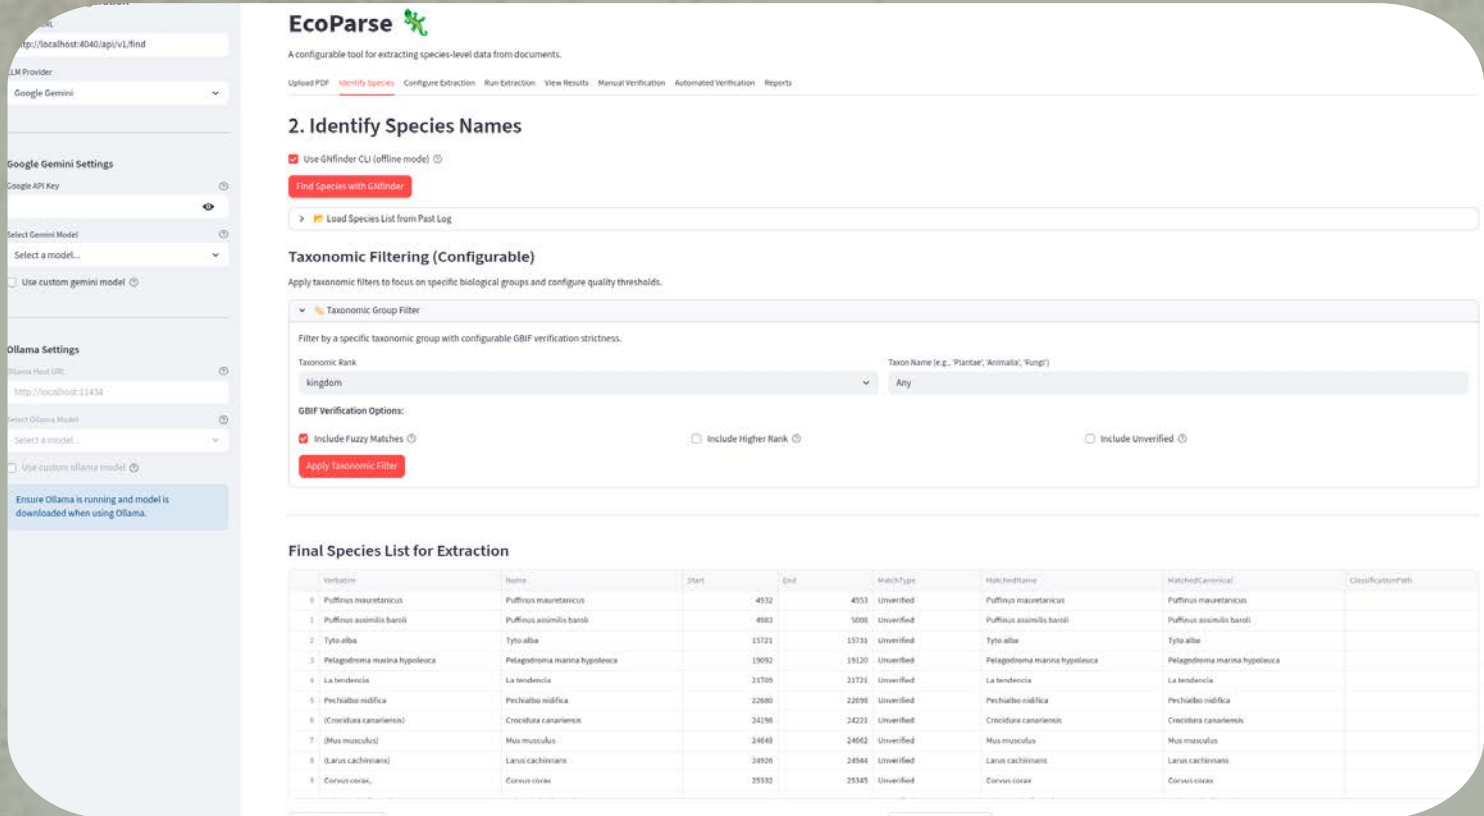 http://localhost:4040/api/v1/find
LLM Provider
Google Gemini
Google Gemini Settings
Google API Key
Select Gemini Model
Select a model...
Use custom gemini model
Ollama Settings
Ollama Host URL
http://localhost:11434
Select Ollama Model
Select a model...
Use custom ollama model
Ensure Ollama is running and model is
downloaded when using Ollama.
EcoParse
A configurable tool for extracting species-level data from documents.
Upload PDF Identify Species Configure Extraction Run Extraction View Results Manual Verification Automated Verification Reports
2. Identify Species Names
Use GNfinder CLI (offline mode)
Find Species with GNfinder
Load Species List from Past Log
Taxonomic Filtering (Configurable)
Apply taxonomic filters to focus on specific biological groups and configure quality thresholds.
Taxonomic Group Filter
Filter by a specific taxonomic group with configurable GBIF verification strictness.
Taxonomic Rank Taxon Name (e.g., 'Plantae', 'Animalia', 'Fungi')
kingdom Any
GBIF Verification Options:
Include Fuzzy Matches Include Higher Rank Include Unverified
Apply Taxonomic Filter
Final Species List for Extraction
Verbatim Name Start End MatchType MatchedName MatchedCanonical ClassificationPath
0 Puffinus mauretanicus Puffinus mauretanicus 4932 4953 Unverified Puffinus mauretanicus Puffinus mauretanicus
1 Puffinus assimilis baroli Puffinus assimilis baroli 4983 5008 Unverified Puffinus assimilis baroli Puffinus assimilis baroli
2 Tyto alba. Tyto alba 15721 15731 Unverified Tyto alba Tyto alba
3 Pelagodroma marina hypoleuca Pelagodroma marina hypoleuca 19092 19120 Unverified Pelagodroma marina hypoleuca Pelagodroma marina hypoleuca
4 La tendencia La tendencia 21709 21721 Unverified La tendencia La tendencia
5 Pechialbo nidifica Pechialbo nidifica 22680 22698 Unverified Pechialbo nidifica Pechialbo nidifica
6 (Crocidura canariensis) Crocidura canariensis 24198 24221 Unverified Crocidura canariensis Crocidura canariensis
7 (Mus musculus) Mus musculus 24648 24662 Unverified Mus musculus Mus musculus
8 (Larus cachinnans) Larus cachinnans 24926 24944 Unverified Larus cachinnans Larus cachinnans
9 Corvus corax, Corvus corax 25332 25345 Unverified Corvus corax Corvus corax